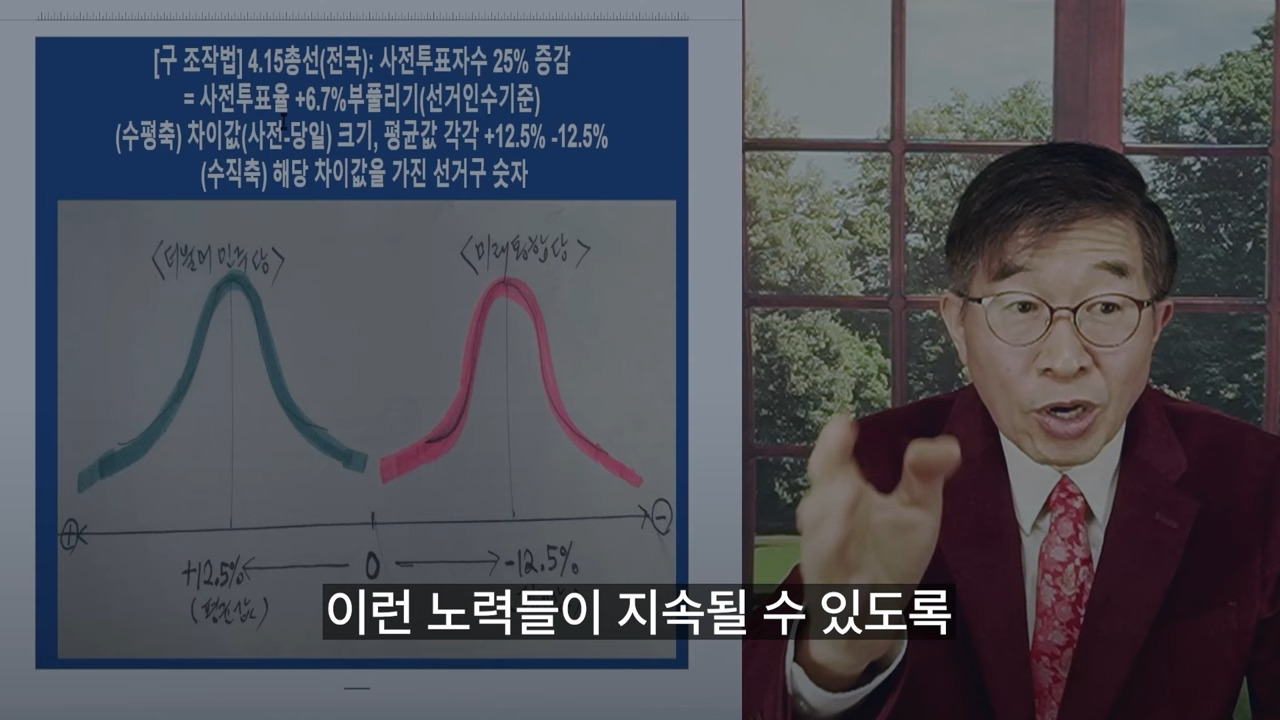 [구 조작법] 4.15총선(전국): 사전투표자수 25% 증감
= 사전투표율 +6.7%부풀리기(선거인수기준)
(수평축) 차이값(사전-당일) 크기, 평균값 각각 +12.5% -12.5%
(수직축) 해당 차이값을 가진 선거구 숫자
<더불어민주당> <미래통합당>
+ -
+12.5% 0 -12.5%
(평균값)
이런 노력들이 지속될 수 있도록